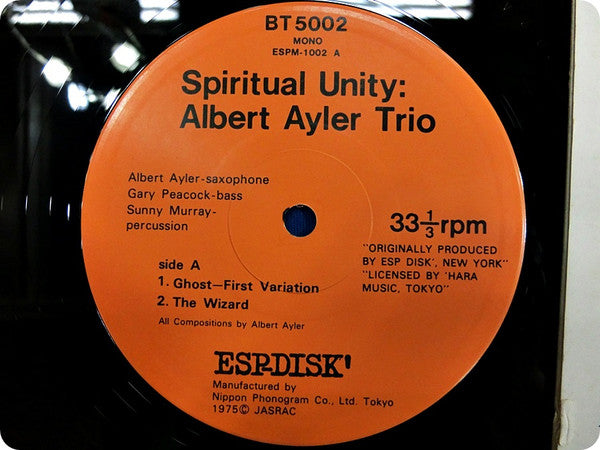 BT 5002
MONO
ESPM-1002 A
Spiritual Unity:
Albert Ayler Trio
Albert Ayler-saxophone
Gary Peacock-bass
Sunny Murray-
percussion
33⅓rpm
"ORIGINALLY PRODUCED
BY ESP DISK', NEW YORK"
"LICENSED BY 'HARA
MUSIC, TOKYO"
side A
1. Ghost—First Variation
2. The Wizard
All Compositions by Albert Ayler
ESP-DISK'
Manufactured by
Nippon Phonogram Co., Ltd. Tokyo
1975© JASRAC